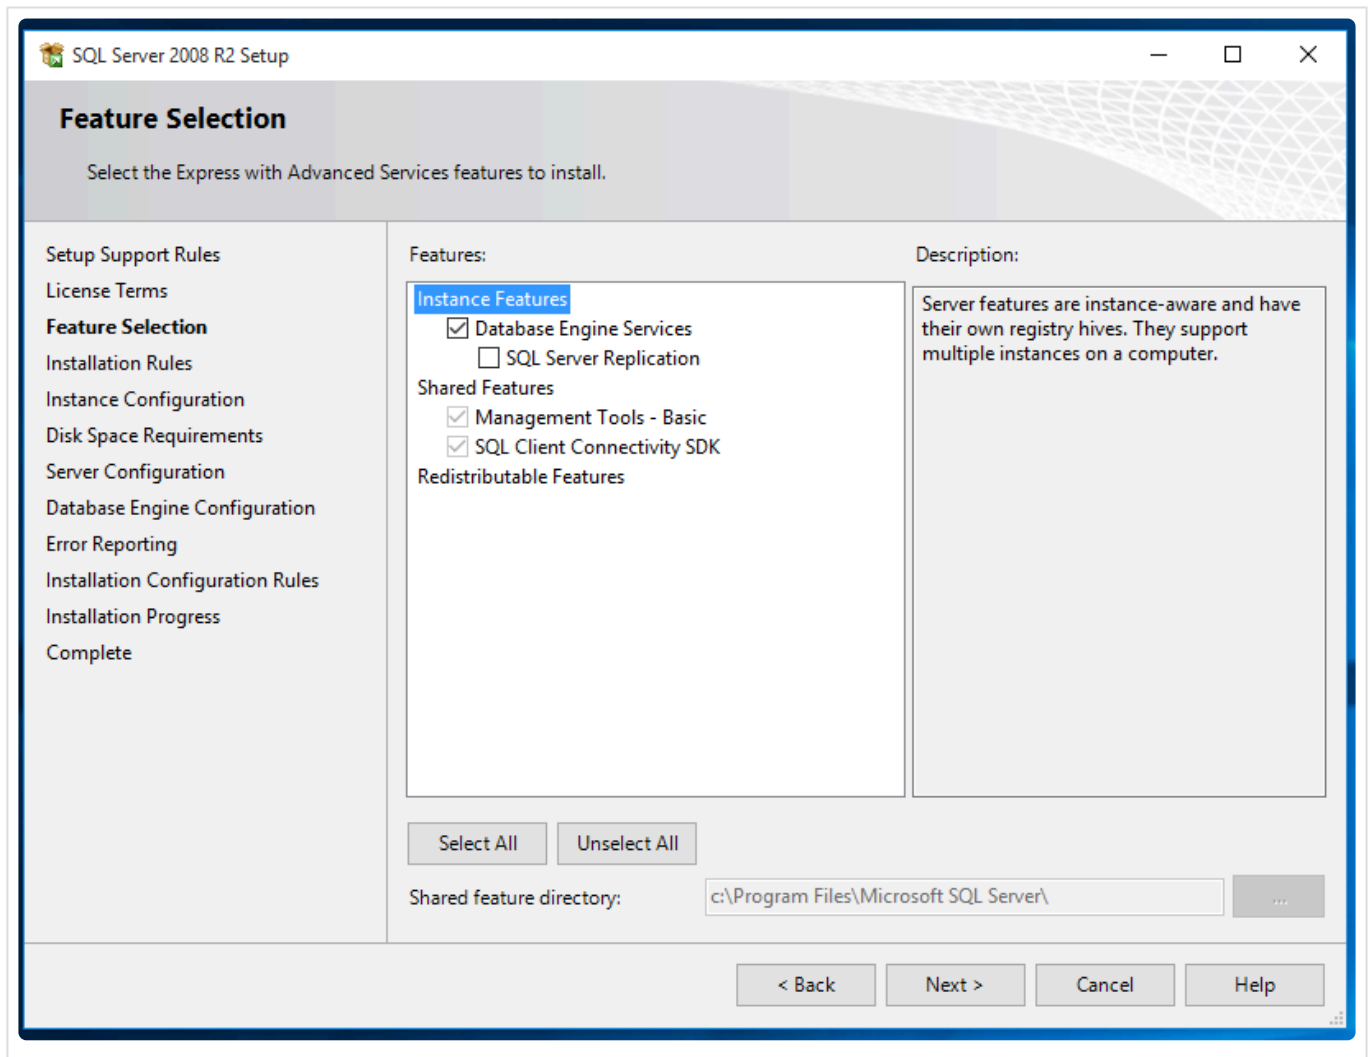 SQL Server 2008 R2 Setup
Feature Selection
Select the Express with Advanced Services features to install.
Setup Support Rules
License Terms
Feature Selection
Installation Rules
Instance Configuration
Disk Space Requirements
Server Configuration
Database Engine Configuration
Error Reporting
Installation Configuration Rules
Installation Progress
Complete
Features:
Instance Features
Database Engine Services
SQL Server Replication
Shared Features
Management Tools - Basic
SQL Client Connectivity SDK
Redistributable Features
Description:
Server features are instance-aware and have
their own registry hives. They support
multiple instances on a computer.
Select All
Unselect All
Shared feature directory:
c:\Program Files\Microsoft SQL Server\
...
< Back
Next >
Cancel
Help